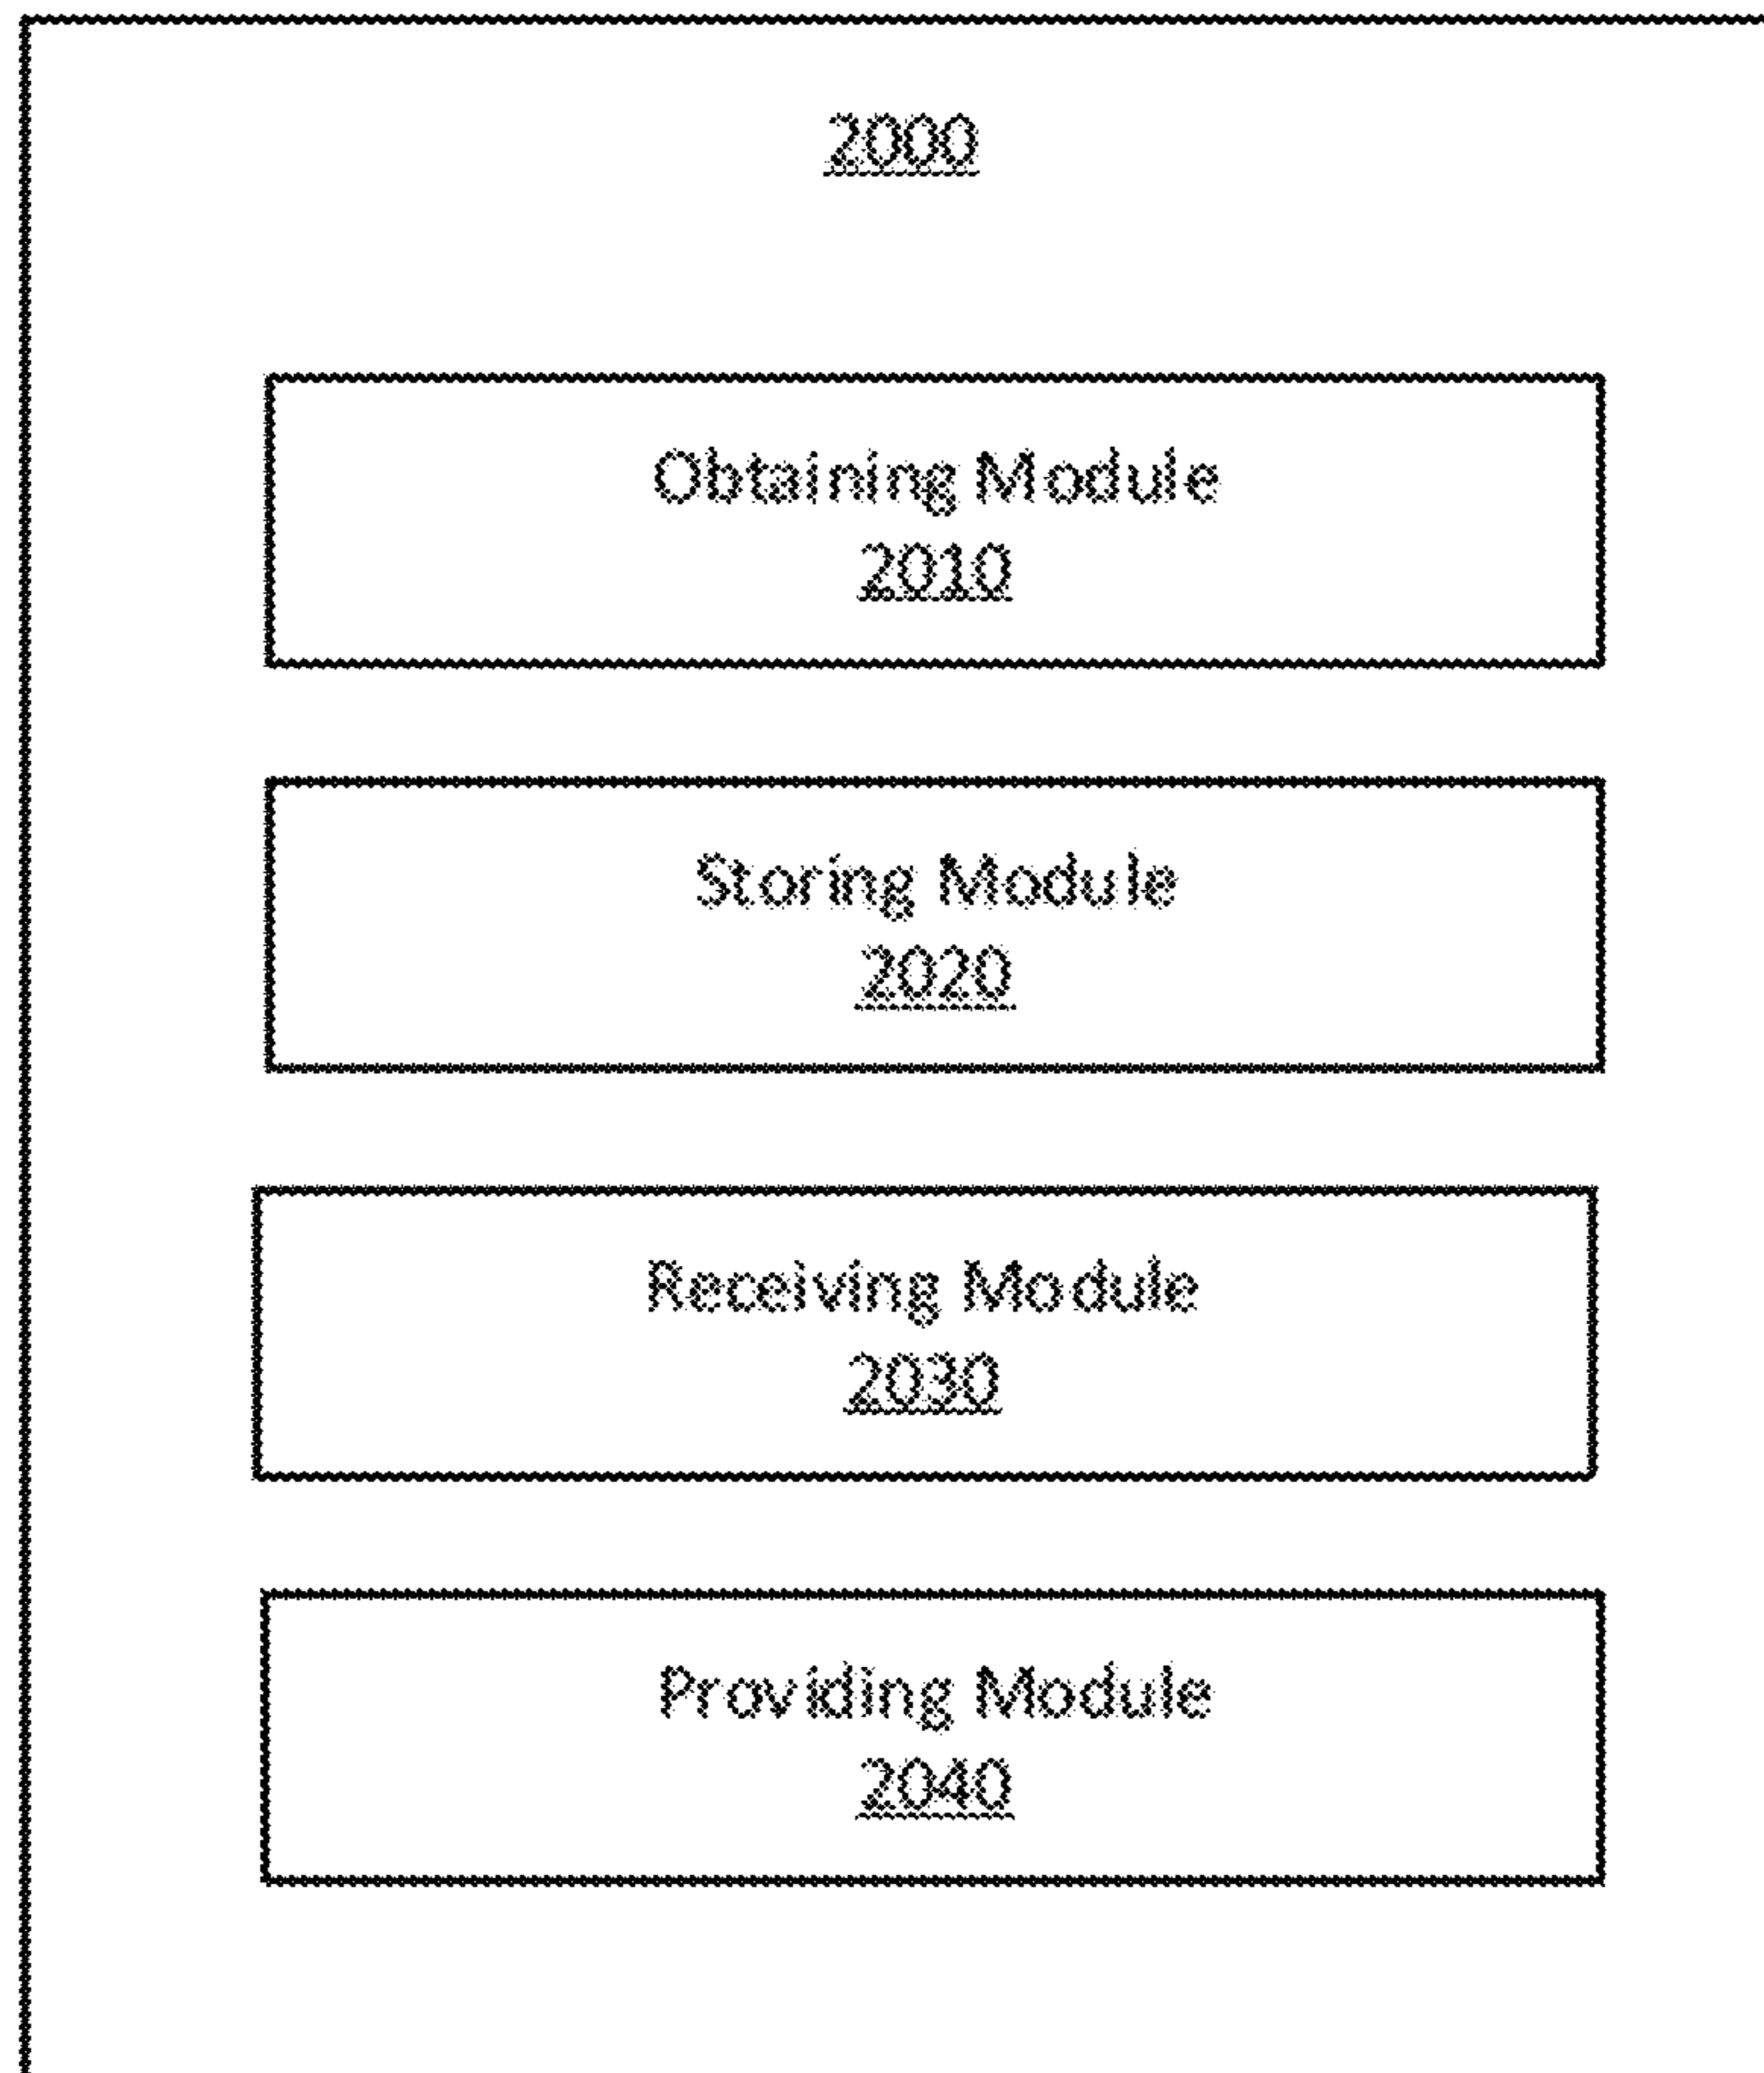 2000
Obtaining Module
2010
Storing Module
2020
Receiving Module
2030
Providing Module
2040